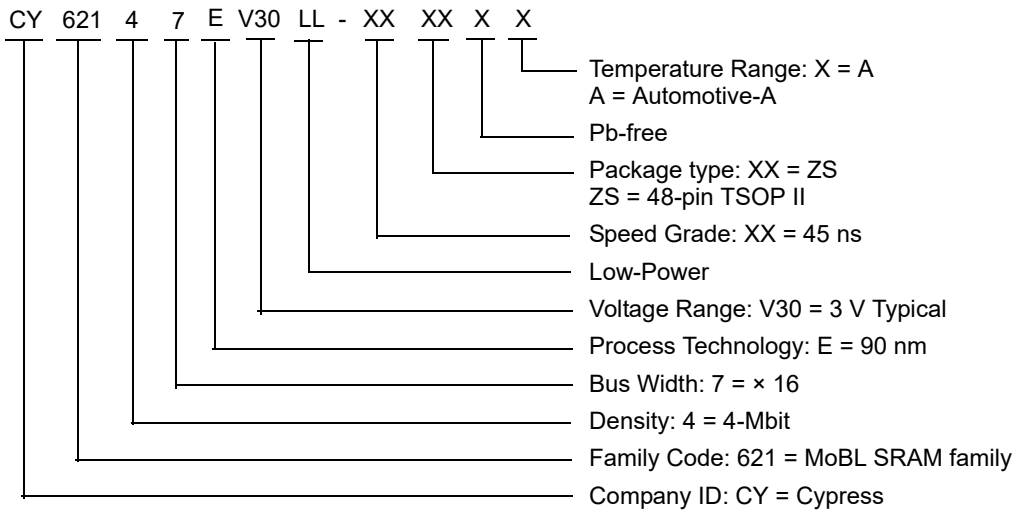 CY 621 4 7 E V30 LL - XX XX X X
Temperature Range: X = A
A = Automotive-A
Pb-free
Package type: XX = ZS
ZS = 48-pin TSOP II
Speed Grade: XX = 45 ns
Low-Power
Voltage Range: V30 = 3 V Typical
Process Technology: E = 90 nm
Bus Width: 7 = × 16
Density: 4 = 4-Mbit
Family Code: 621 = MoBL SRAM family
Company ID: CY = Cypress